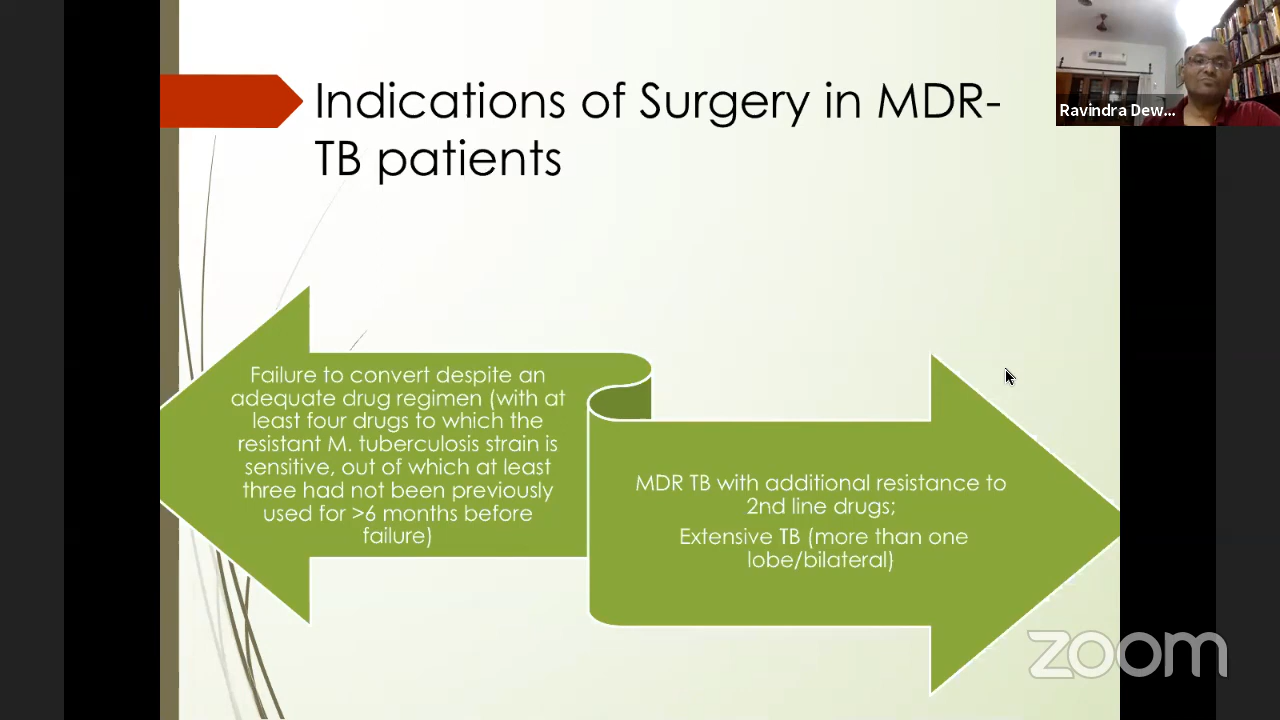 Indications of Surgery in MDR-
TB patients
Ravindra Dew...
Failure to convert despite an
adequate drug regimen (with at
least four drugs to which the
resistant M. tuberculosis strain is
sensitive, out of which at least
three had not been previously
used for >6 months before
failure)
MDR TB with additional resistance to
2nd line drugs;
Extensive TB (more than one
lobe/bilateral)
zoom